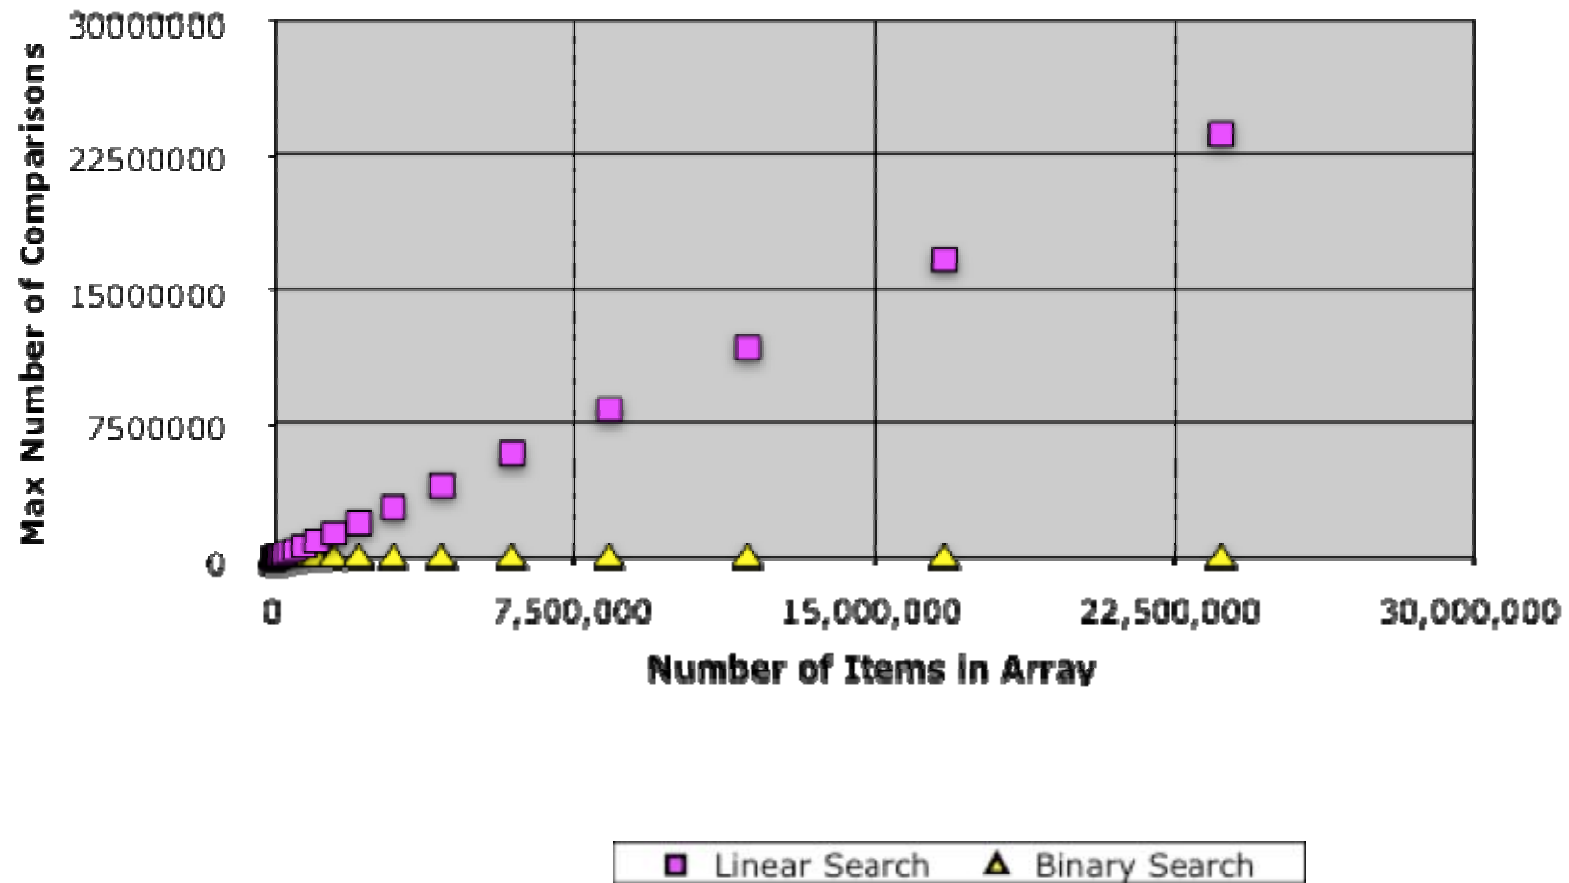 Max Number of Comparisons
30000000
22500000
15000000
7500000
0
0 7,500,000 15,000,000 22,500,000 30,000,000
Number of Items in Array
Linear Search Binary Search